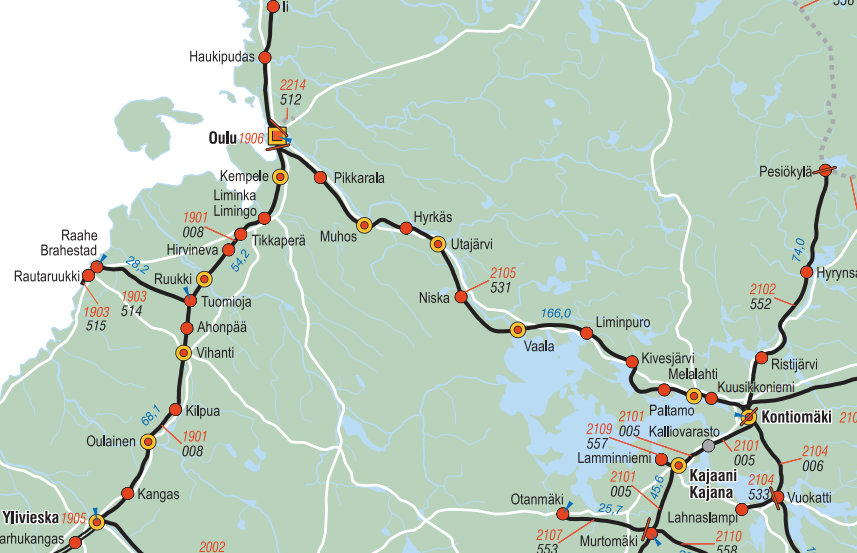 Ii
556
Haukipudas
2214
512
Oulu 1906
Kempele
Pikkarala
Pesiökylä
Liminka
Limingo
1901
008
Tikkaperä
Muhos
Hyrkäs
Utajärvi
Raahe
Brahestad
Hirvineva
54,2
74,0
28,2
Rautaruukki
Ruukki
2105
531
Hyrynsa
1903
514
1903
515
Tuomioja
Niska
2102
552
166,0
Liminpuro
Ahonpää
Vaala
Vihanti
Kivesjärvi
Ristijärvi
Melalahti
Kuusikkoniemi
68,1
Kilpua
Paltamo
Kontiomäki 210
2101
005
Kalliovarasto
2109
557
Oulainen
1901
008
2101
005
Lamminniemi
2104
006
Kajaani
Kajana
2101
005
45,6
2104
533
Vuokatti
Kangas
Otanmäki
25,7
Lahnaslampi
Ylivieska 1905
arhukangas
2002
2107
553
Murtomäki
2110
558